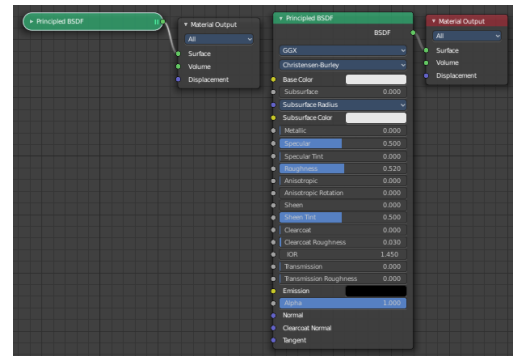 Principled BSDF
Material Output
All
Surface
Volume
Displacement
Principled BSDF
BSDF
GGX
Christensen-Burley
Base Color
Subsurface 0.000
Subsurface Radius
Subsurface Color
Metallic 0.000
Specular 0.500
Specular Tint 0.000
Roughness 0.520
Anisotropic 0.000
Anisotropic Rotation 0.000
Sheen 0.000
Sheen Tint 0.500
Clearcoat 0.000
Clearcoat Roughness 0.030
IOR 1.450
Transmission 0.000
Transmission Roughness 0.000
Emission
Alpha 1.000
Normal
Clearcoat Normal
Tangent
Material Output
All
Surface
Volume
Displacement